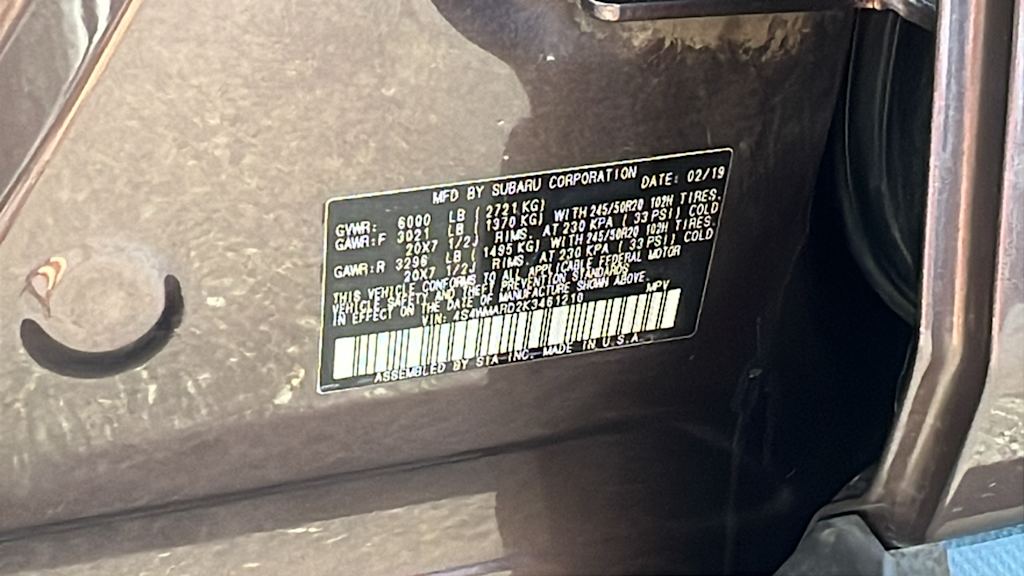 MFD BY SUBARU CORPORATION DATE: 02/19
GVWR: 6000 LB ( 2721 KG)
GAWR:F 3021 LB ( 1370 KG) WITH 245/50R20 102H TIRES,
20X7 1/2J RIMS, AT 230 KPA ( 33 PSI) COLD
GAWR:R 3296 LB ( 1495 KG) WITH 245/50R20 102H TIRES,
20X7 1/2J RIMS, AT 230 KPA ( 33 PSI) COLD
THIS VEHICLE CONFORMS TO ALL APPLICABLE FEDERAL MOTOR
VEHICLE SAFETY AND THEFT PREVENTION STANDARDS
IN EFFECT ON THE DATE OF MANUFACTURE SHOWN ABOVE
VIN: 4S4WMARD2K3451210 MPV
ASSEMBLED BY SIA-INC. MADE IN U.S.A